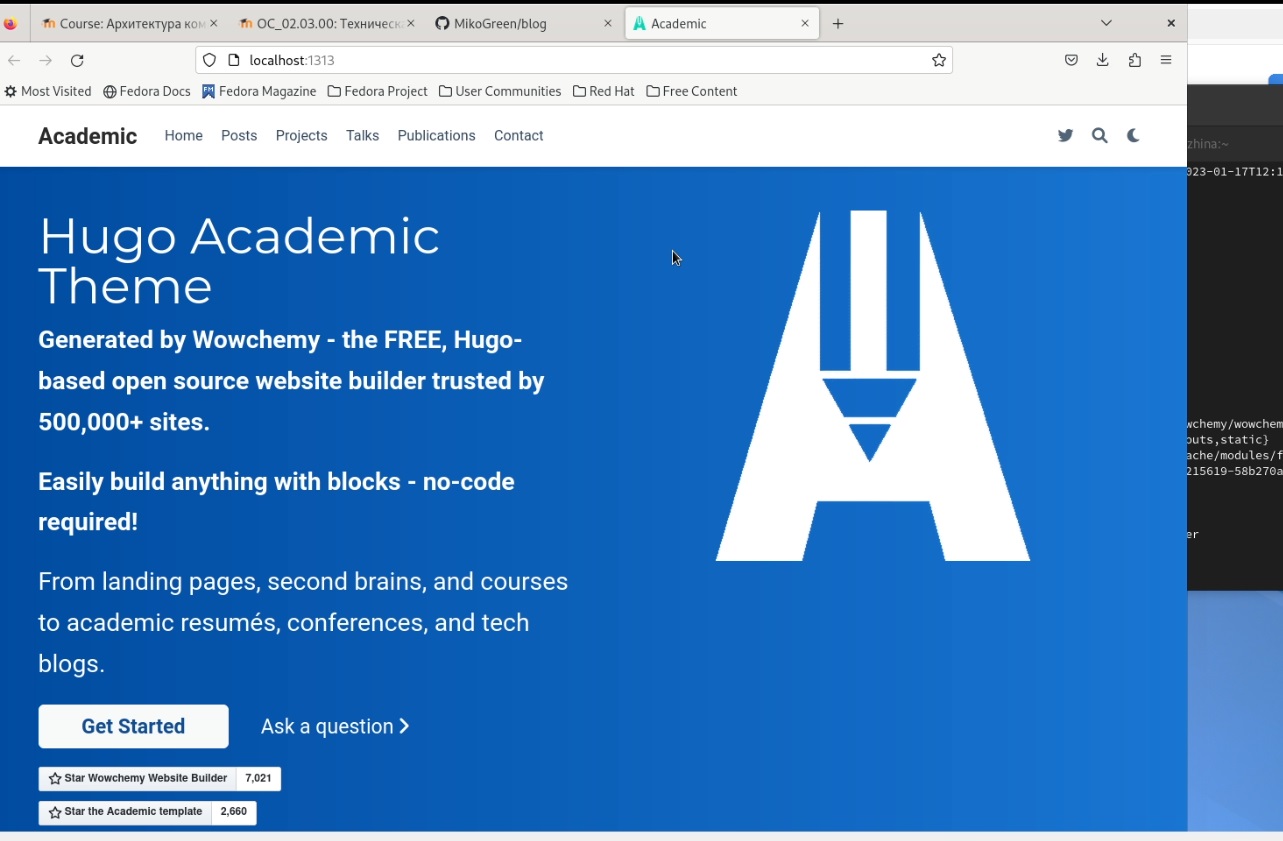 Course: Архитектура ком
ОС_02.03.00: Техническ
MikoGreen/blog
Academic
localhost:1313
Most Visited
Fedora Docs
Fedora Magazine
Fedora Project
User Communities
Red Hat
Free Content
Academic
Home
Posts
Projects
Talks
Publications
Contact
zhina:~
023-01-17T12:1
Hugo Academic
Theme
Generated by Wowchemy - the FREE, Hugo-
based open source website builder trusted by
500,000+ sites.
Easily build anything with blocks - no-code
required!
From landing pages, second brains, and courses
to academic resumés, conferences, and tech
blogs.
Get Started
Ask a question
Star Wowchemy Website Builder 7,021
Star the Academic template 2,660
wchemy/wowchem
outs,static}
ache/modules/f
215619-58b270a
er